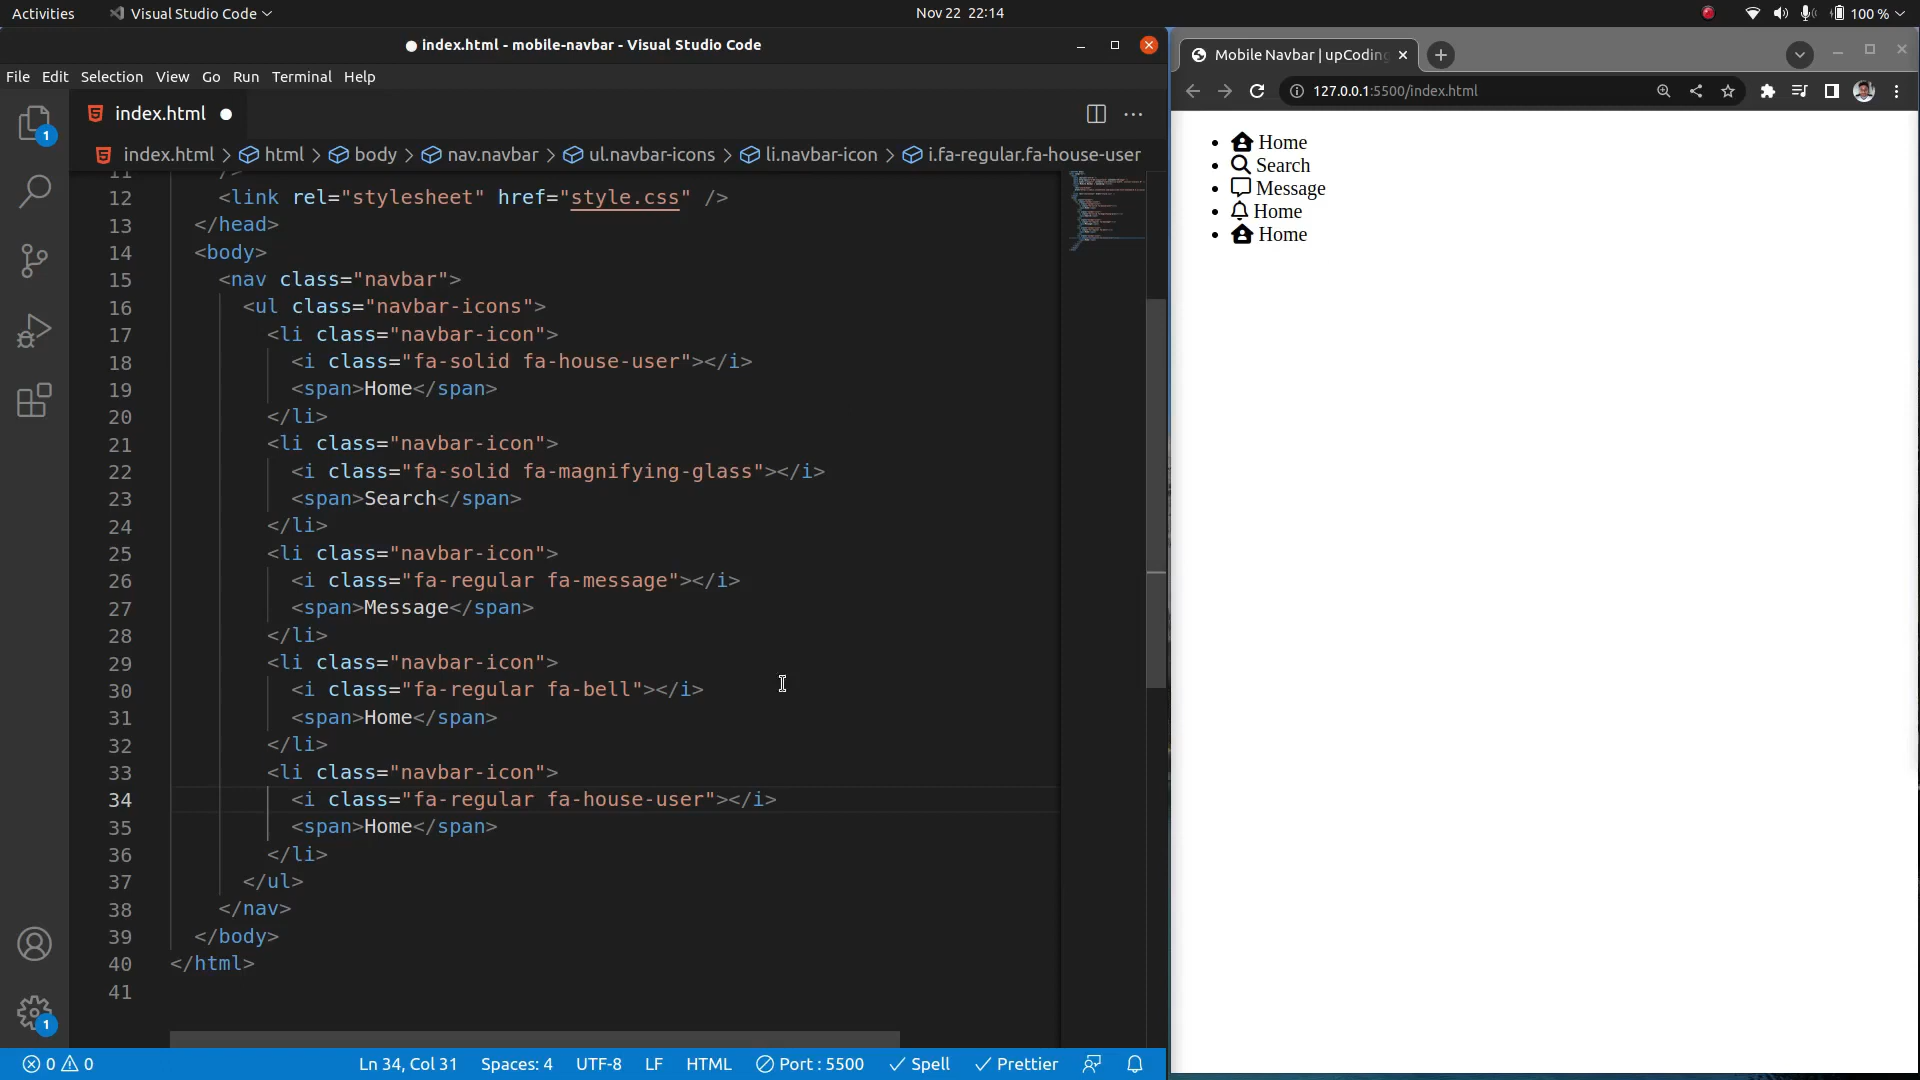 Activities
Visual Studio Code
Nov 22 22:14
100 %
index.html - mobile-navbar - Visual Studio Code
File Edit Selection View Go Run Terminal Help
1
index.html
index.html > html > body > nav.navbar > ul.navbar-icons > li.navbar-icon > i.fa-regular.fa-house-user
11 />
12 <link rel="stylesheet" href="style.css" />
13 </head>
14 <body>
15 <nav class="navbar">
16 <ul class="navbar-icons">
17 <li class="navbar-icon">
18 <i class="fa-solid fa-house-user"></i>
19 <span>Home</span>
20 </li>
21 <li class="navbar-icon">
22 <i class="fa-solid fa-magnifying-glass"></i>
23 <span>Search</span>
24 </li>
25 <li class="navbar-icon">
26 <i class="fa-regular fa-message"></i>
27 <span>Message</span>
28 </li>
29 <li class="navbar-icon">
30 <i class="fa-regular fa-bell"></i>
31 <span>Home</span>
32 </li>
33 <li class="navbar-icon">
34 <i class="fa-regular fa-house-user"></i>
35 <span>Home</span>
36 </li>
37 </ul>
38 </nav>
39 </body>
40 </html>
41
1
0 0 Ln 34, Col 31 Spaces: 4 UTF-8 LF HTML Port : 5500 Spell Prettier
Mobile Navbar | upCoding
127.0.0.1:5500/index.html
Home
Search
Message
Home
Home